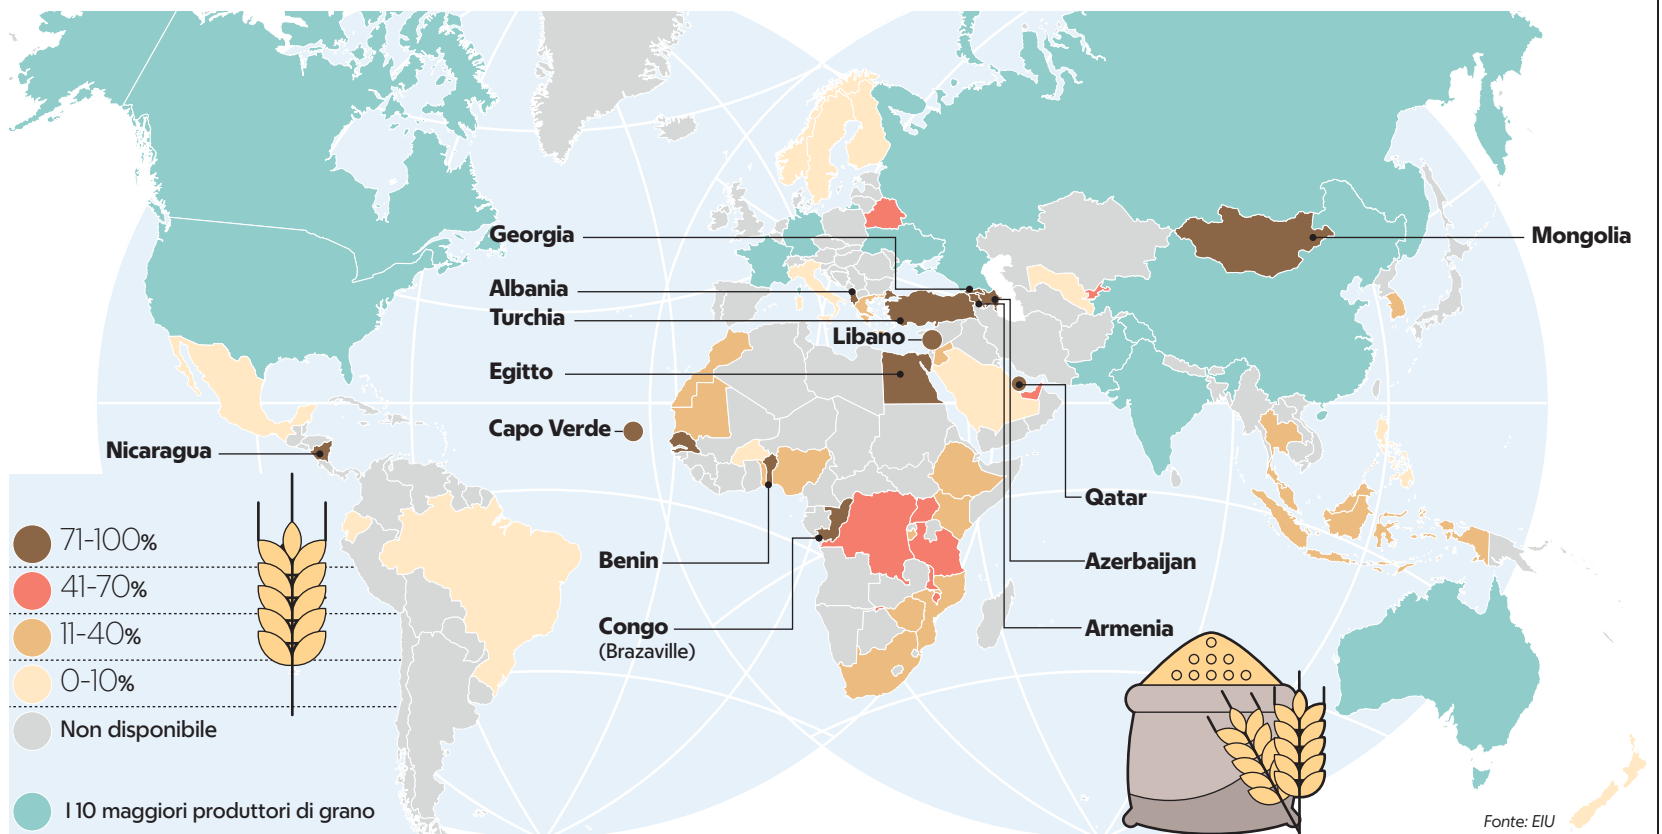 Georgia
Mongolia
Albania
Turchia
Libano
Egitto
Capo Verde
Nicaragua
Qatar
Benin
Azerbaijan
Congo
(Brazaville)
Armenia
71-100%
41-70%
11-40%
0-10%
Non disponibile
I 10 maggiori produttori di grano
Fonte: EIU